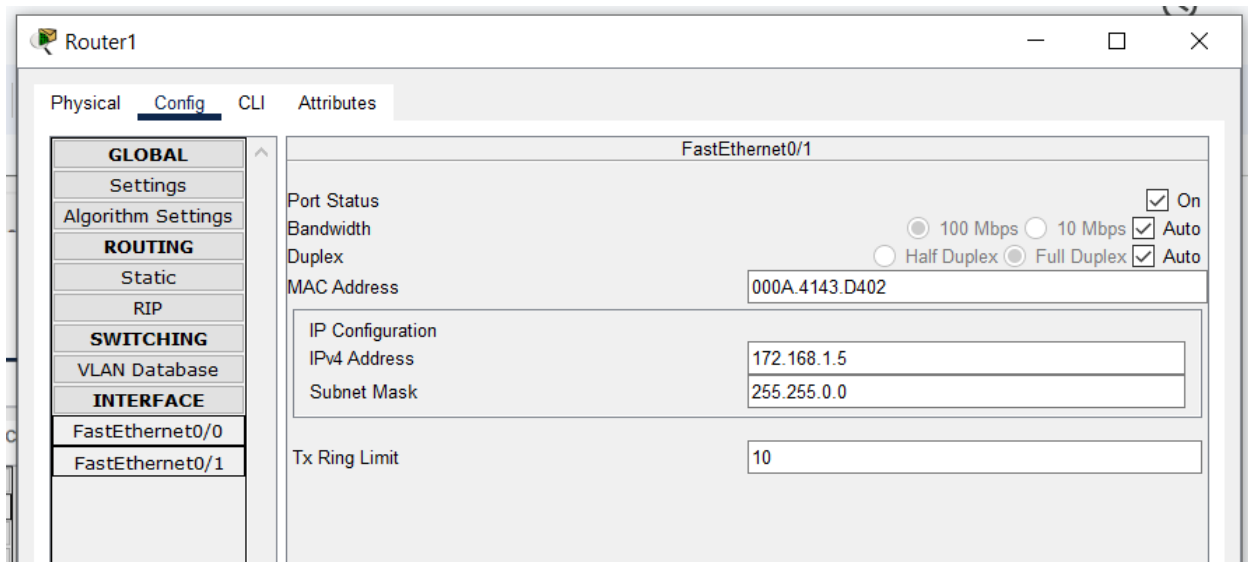 Router1
Physical Config CLI Attributes
GLOBAL
Settings
Algorithm Settings
ROUTING
Static
RIP
SWITCHING
VLAN Database
INTERFACE
FastEthernet0/0
FastEthernet0/1
FastEthernet0/1
Port Status On
Bandwidth 100 Mbps 10 Mbps Auto
Duplex Half Duplex Full Duplex Auto
MAC Address 000A.4143.D402
IP Configuration
IPv4 Address 172.168.1.5
Subnet Mask 255.255.0.0
Tx Ring Limit 10